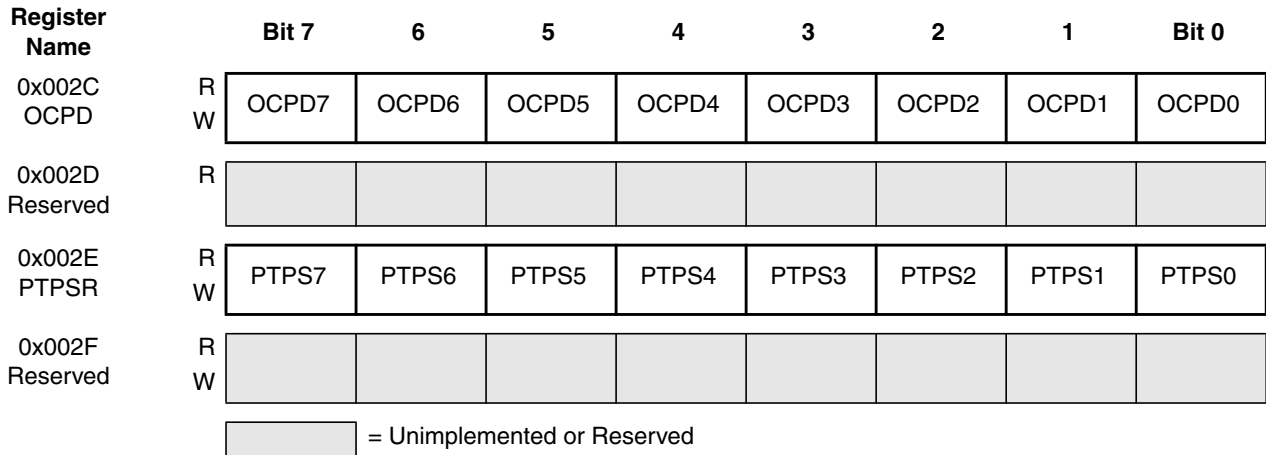 Register Name Bit 7 6 5 4 3 2 1 Bit 0
0x002C OCPD R W OCPD7 OCPD6 OCPD5 OCPD4 OCPD3 OCPD2 OCPD1 OCPD0
0x002D Reserved R
0x002E PTPSR R W PTPS7 PTPS6 PTPS5 PTPS4 PTPS3 PTPS2 PTPS1 PTPS0
0x002F Reserved R W
= Unimplemented or Reserved